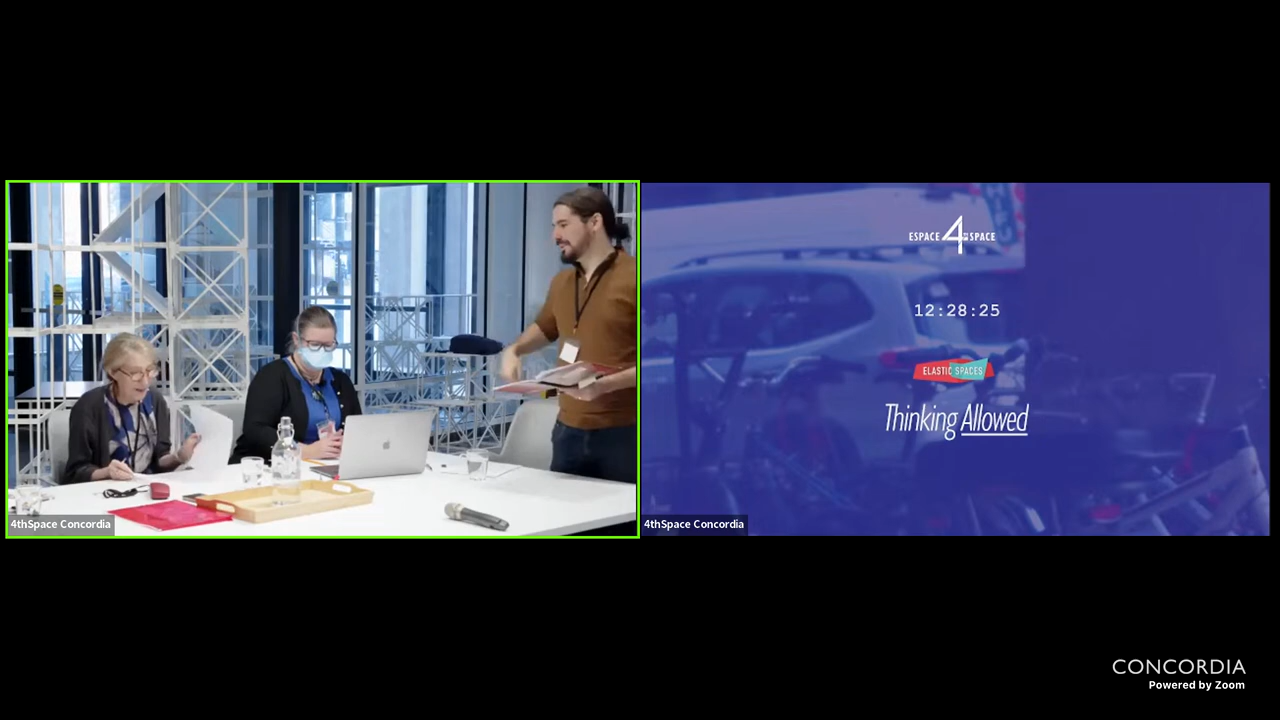 ESPACE 4 SPACE
12:28:25
ELASTIC SPACES
Thinking Allowed
4thSpace Concordia
4thSpace Concordia
CONCORDIA
Powered by Zoom